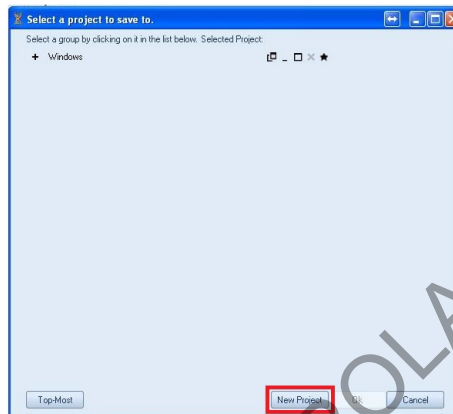 Select a project to save to.
Select a group by clicking on it in the list below. Selected Project:
Windows
Top-Most
New Project
Ok
Cancel